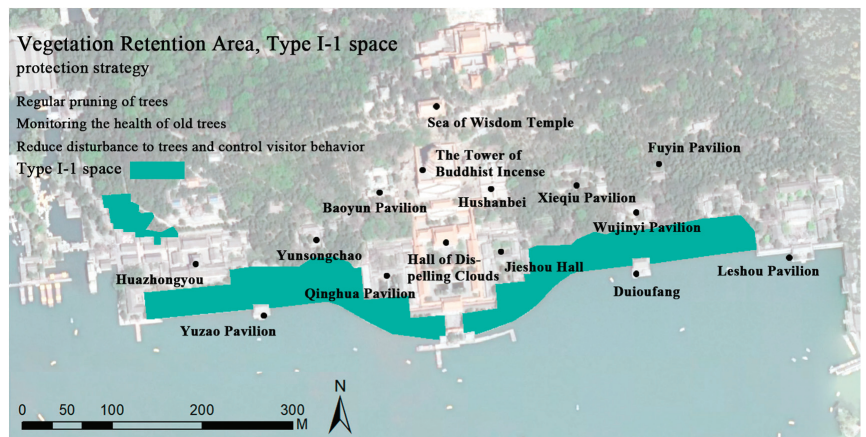 Vegetation Retention Area, Type I-1 space
protection strategy
Regular pruning of trees
Monitoring the health of old trees
Reduce disturbance to trees and control visitor behavior
Type I-1 space
Sea of Wisdom Temple
The Tower of
Buddhist Incense
Fuyin Pavilion
Baoyun Pavilion
Hushanbei
Xieqiu Pavilion
Wujinyi Pavilion
Yunsongchao
Hall of Dis-
pelling Clouds
Jieshou Hall
Huazhongyou
Qinghua Pavilion
Duioufang
Leshou Pavilion
Yuzao Pavilion
N
0 50 100 200 300
M